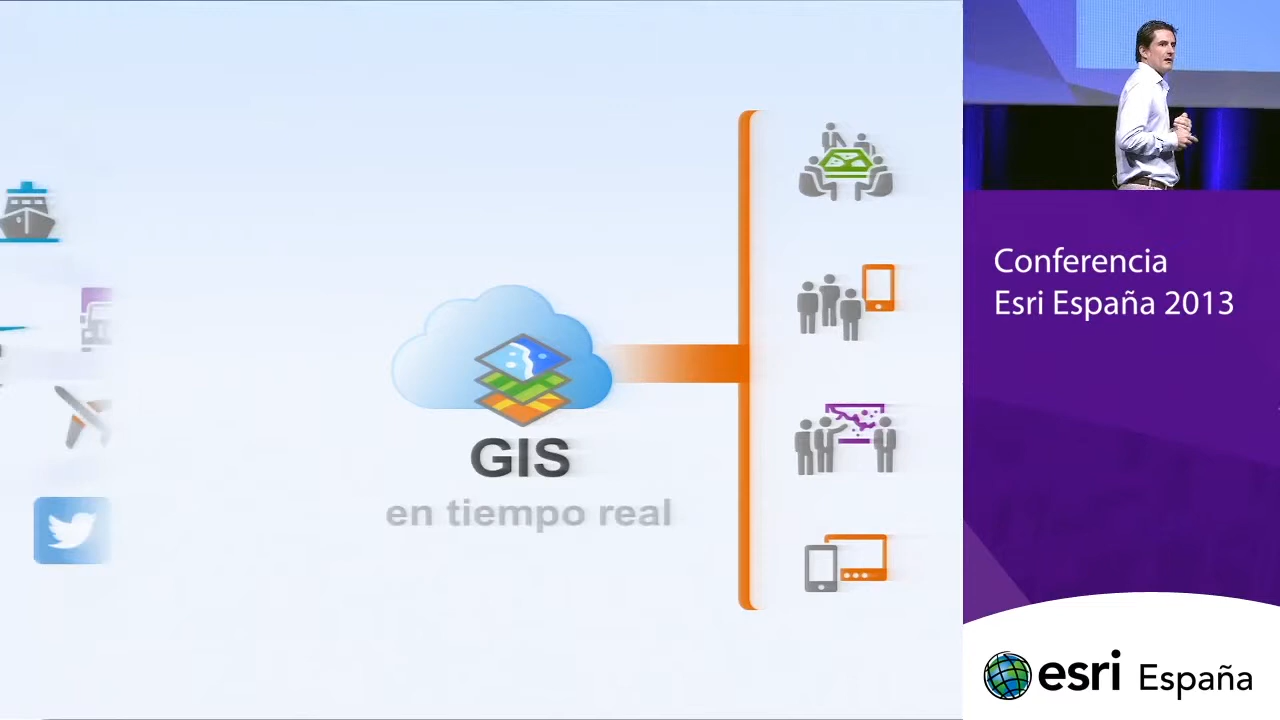 GIS
en tiempo real
Conferencia
Esri España 2013
esri España